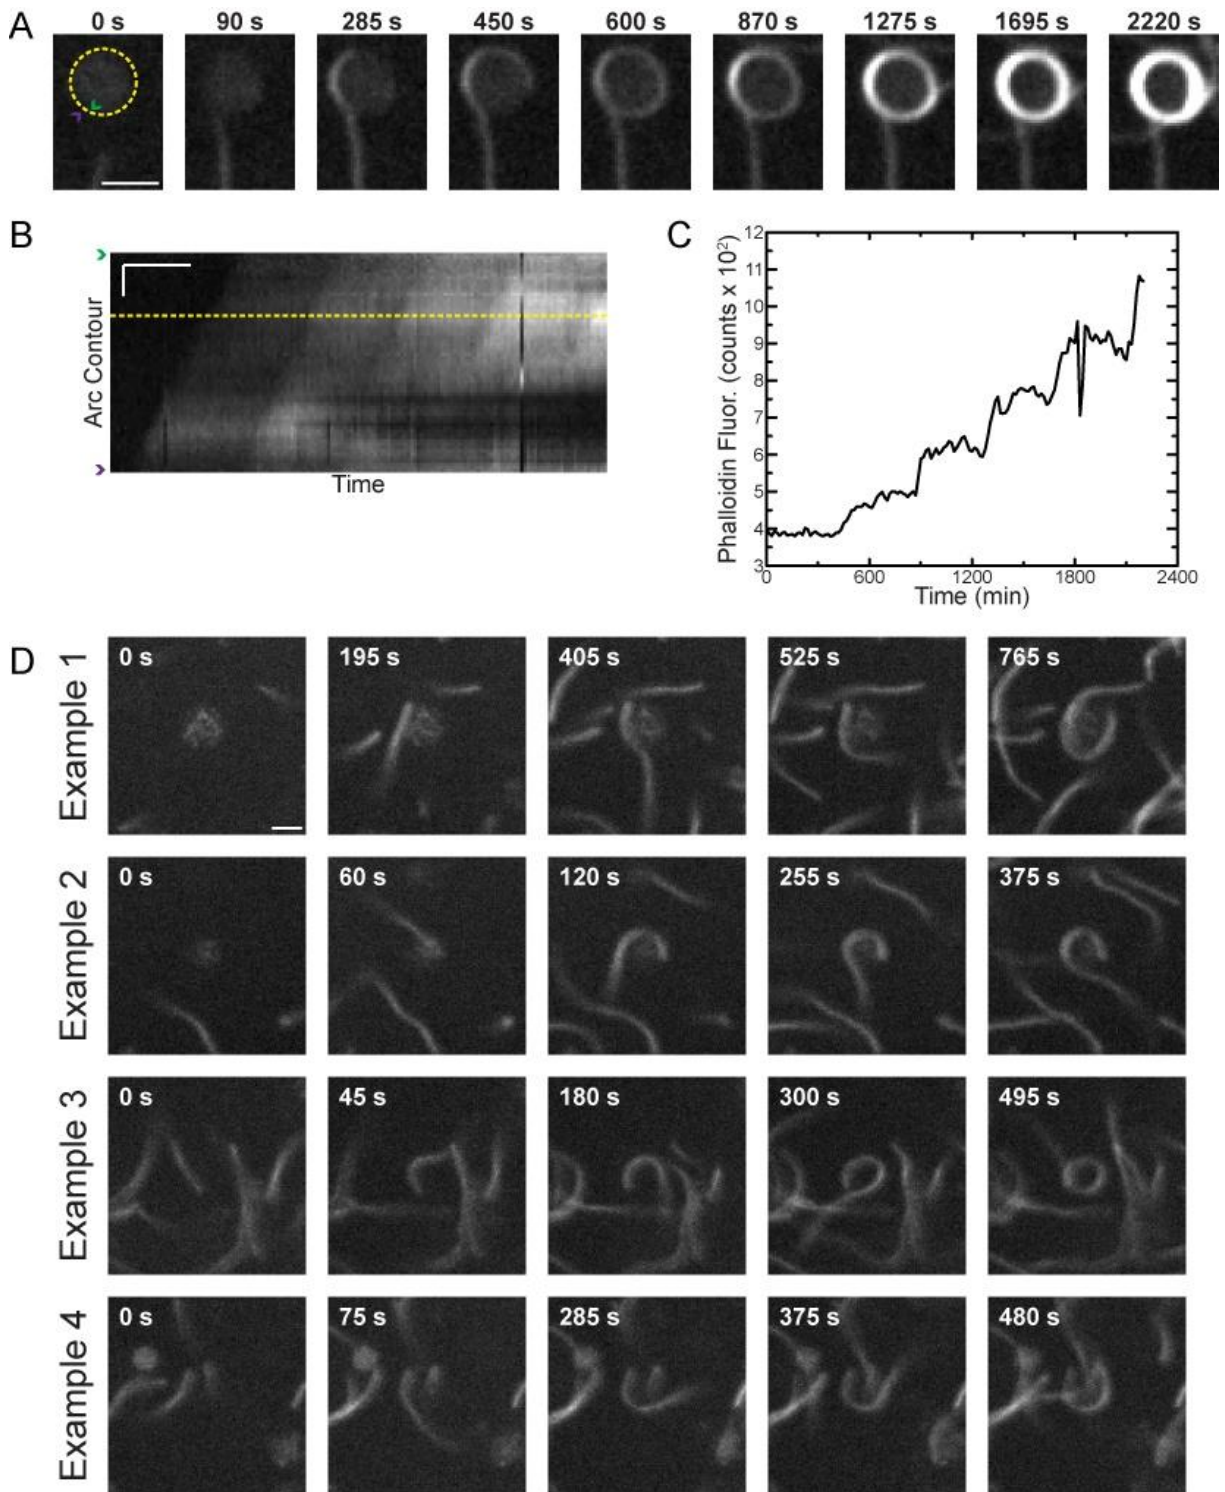 A
0 s 90 s 285 s 450 s 600 s 870 s 1275 s 1695 s 2220 s
B
Arc Contour
Time
C
Phalloidin Fluor. (counts x 10²)
12
11
10
9
8
7
6
5
4
3
0 600 1200 1800 2400
Time (min)
D
Example 1
0 s 195 s 405 s 525 s 765 s
Example 2
0 s 60 s 120 s 255 s 375 s
Example 3
0 s 45 s 180 s 300 s 495 s
Example 4
0 s 75 s 285 s 375 s 480 s